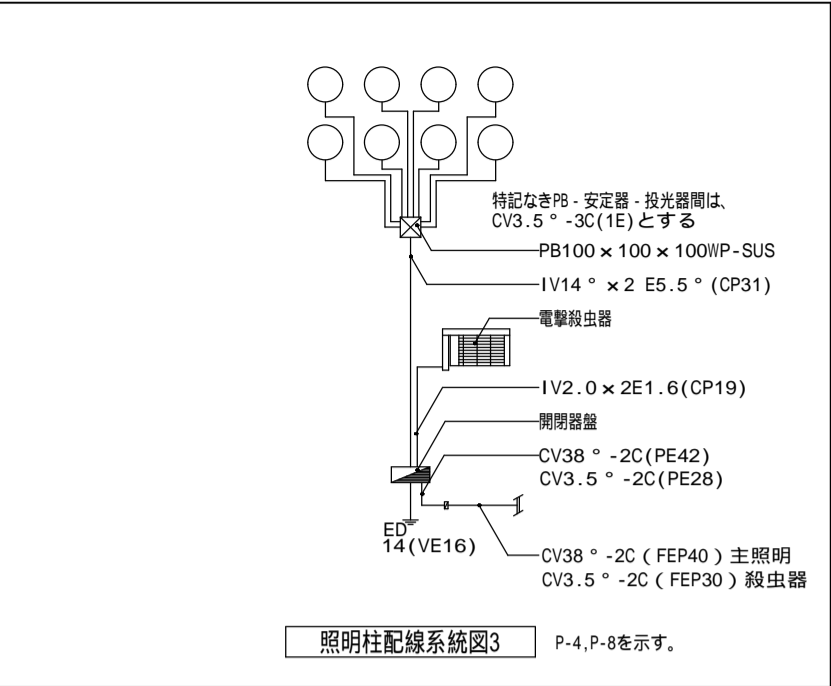 特記なきPB - 安定器 - 投光器間は、
CV3.5 ° -3C(1E)とする
PB100×100×100WP-SUS
IV14 ° ×2 E5.5 ° (CP31)
電撃殺虫器
IV2.0×2E1.6(CP19)
開閉器盤
CV38 ° -2C(PE42)
CV3.5 ° -2C(PE28)
ED
14(VE16)
CV38 ° -2C ( FEP40 ) 主照明
CV3.5 ° -2C ( FEP30 ) 殺虫器
照明柱配線系統図3
P-4,P-8を示す。